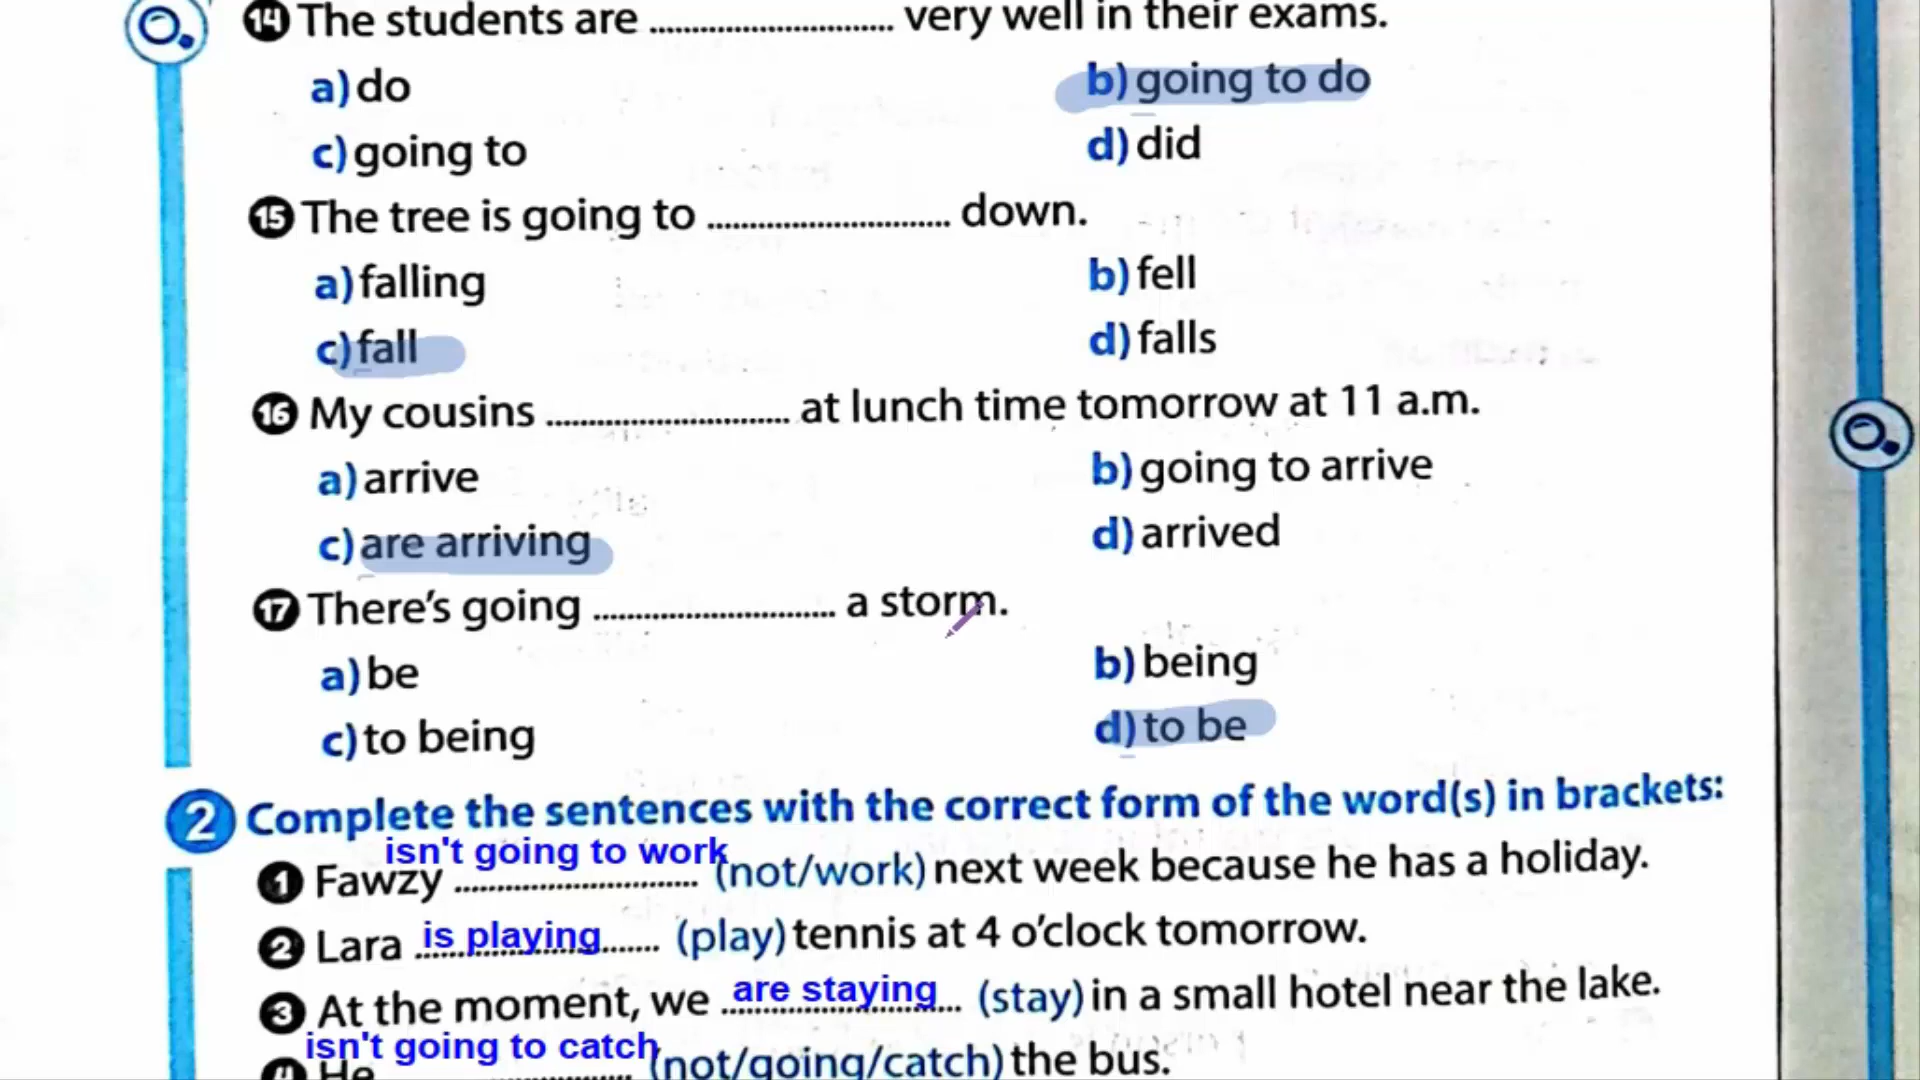 14 The students are ............................. very well in their exams.
a) do b) going to do
c) going to d) did
15 The tree is going to ............................. down.
a) falling b) fell
c) fall d) falls
16 My cousins ............................. at lunch time tomorrow at 11 a.m.
a) arrive b) going to arrive
c) are arriving d) arrived
17 There's going ............................. a storm.
a) be b) being
c) to being d) to be
2 Complete the sentences with the correct form of the word(s) in brackets:
isn't going to work
1 Fawzy ............................. (not/work) next week because he has a holiday.
2 Lara is playing (play) tennis at 4 o'clock tomorrow.
3 At the moment, we are staying (stay) in a small hotel near the lake.
isn't going to catch
4 He ............................. (not/going/catch) the bus.